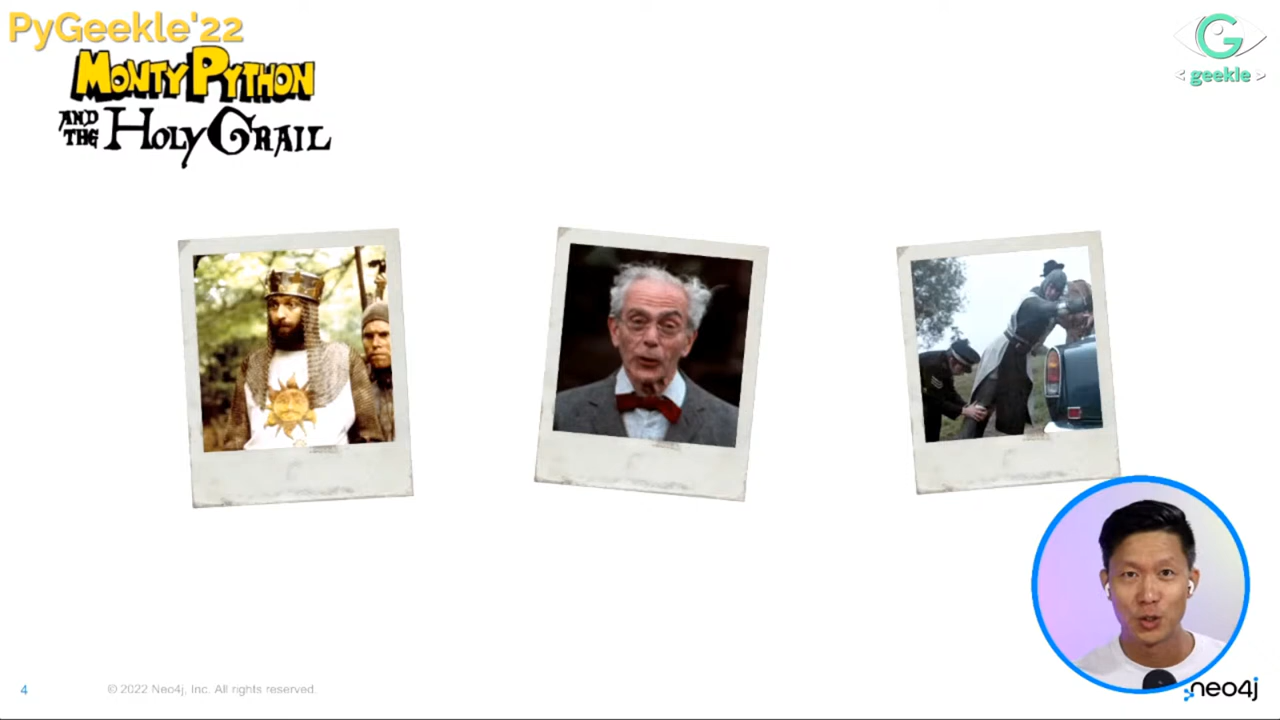 PyGeekle'22
MONTY PYTHON
AND THE HOLY GRAIL
G
< geekle >
4
© 2022 Neo4j, Inc. All rights reserved.
neo4j